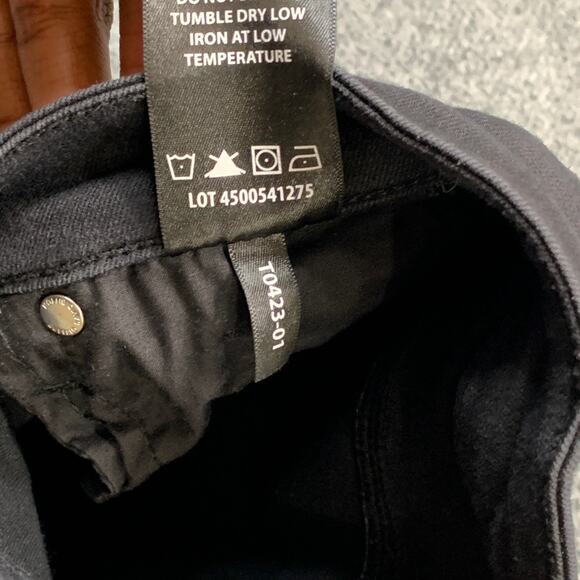 TUMBLE DRY LOW
IRON AT LOW
TEMPERATURE
LOT 4500541275
T0423-01